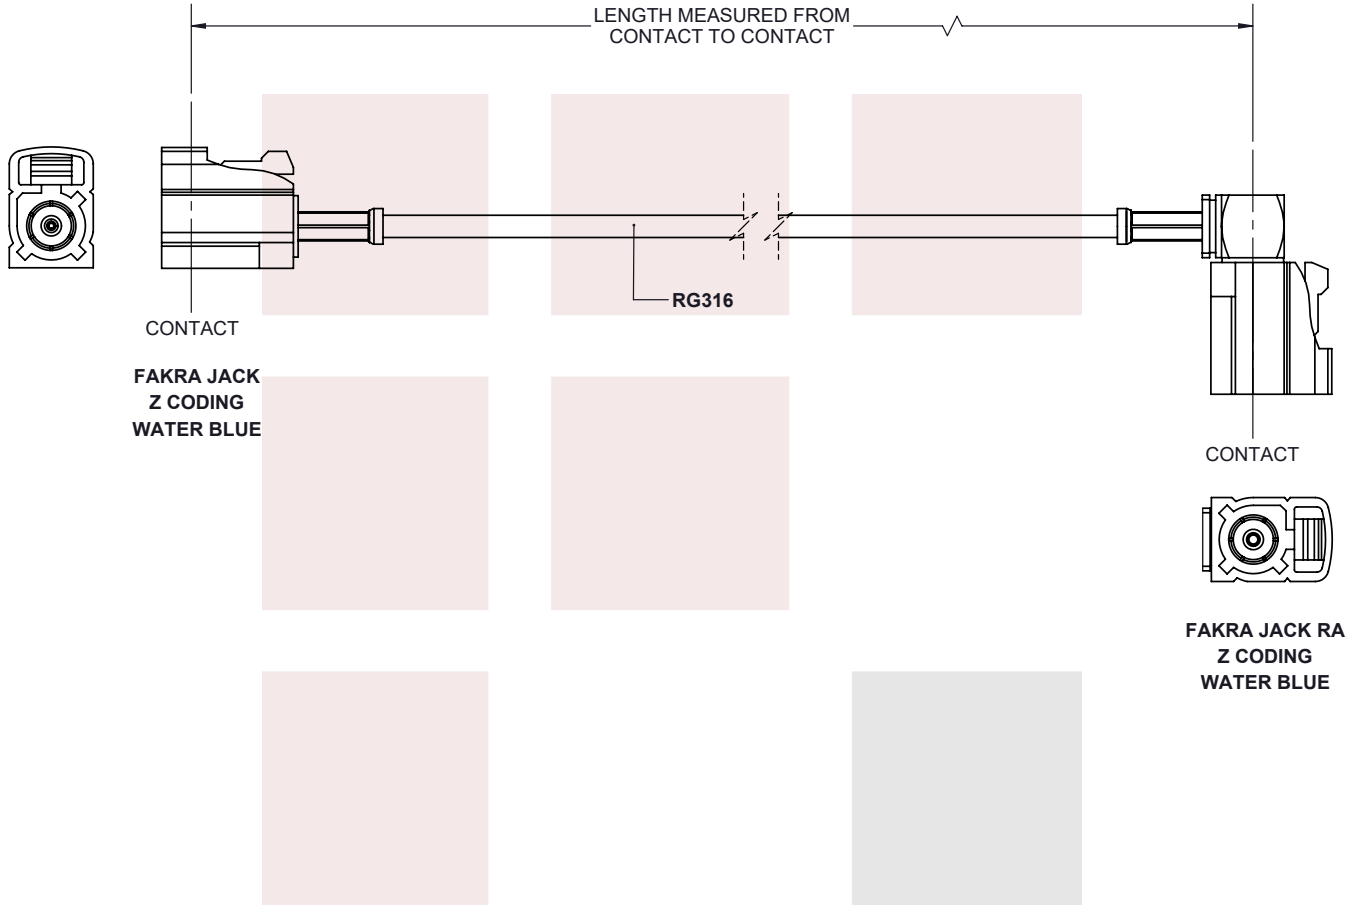 LENGTH MEASURED FROM
CONTACT TO CONTACT
RG316
CONTACT
FAKRA JACK
Z CODING
WATER BLUE
CONTACT
FAKRA JACK RA
Z CODING
WATER BLUE